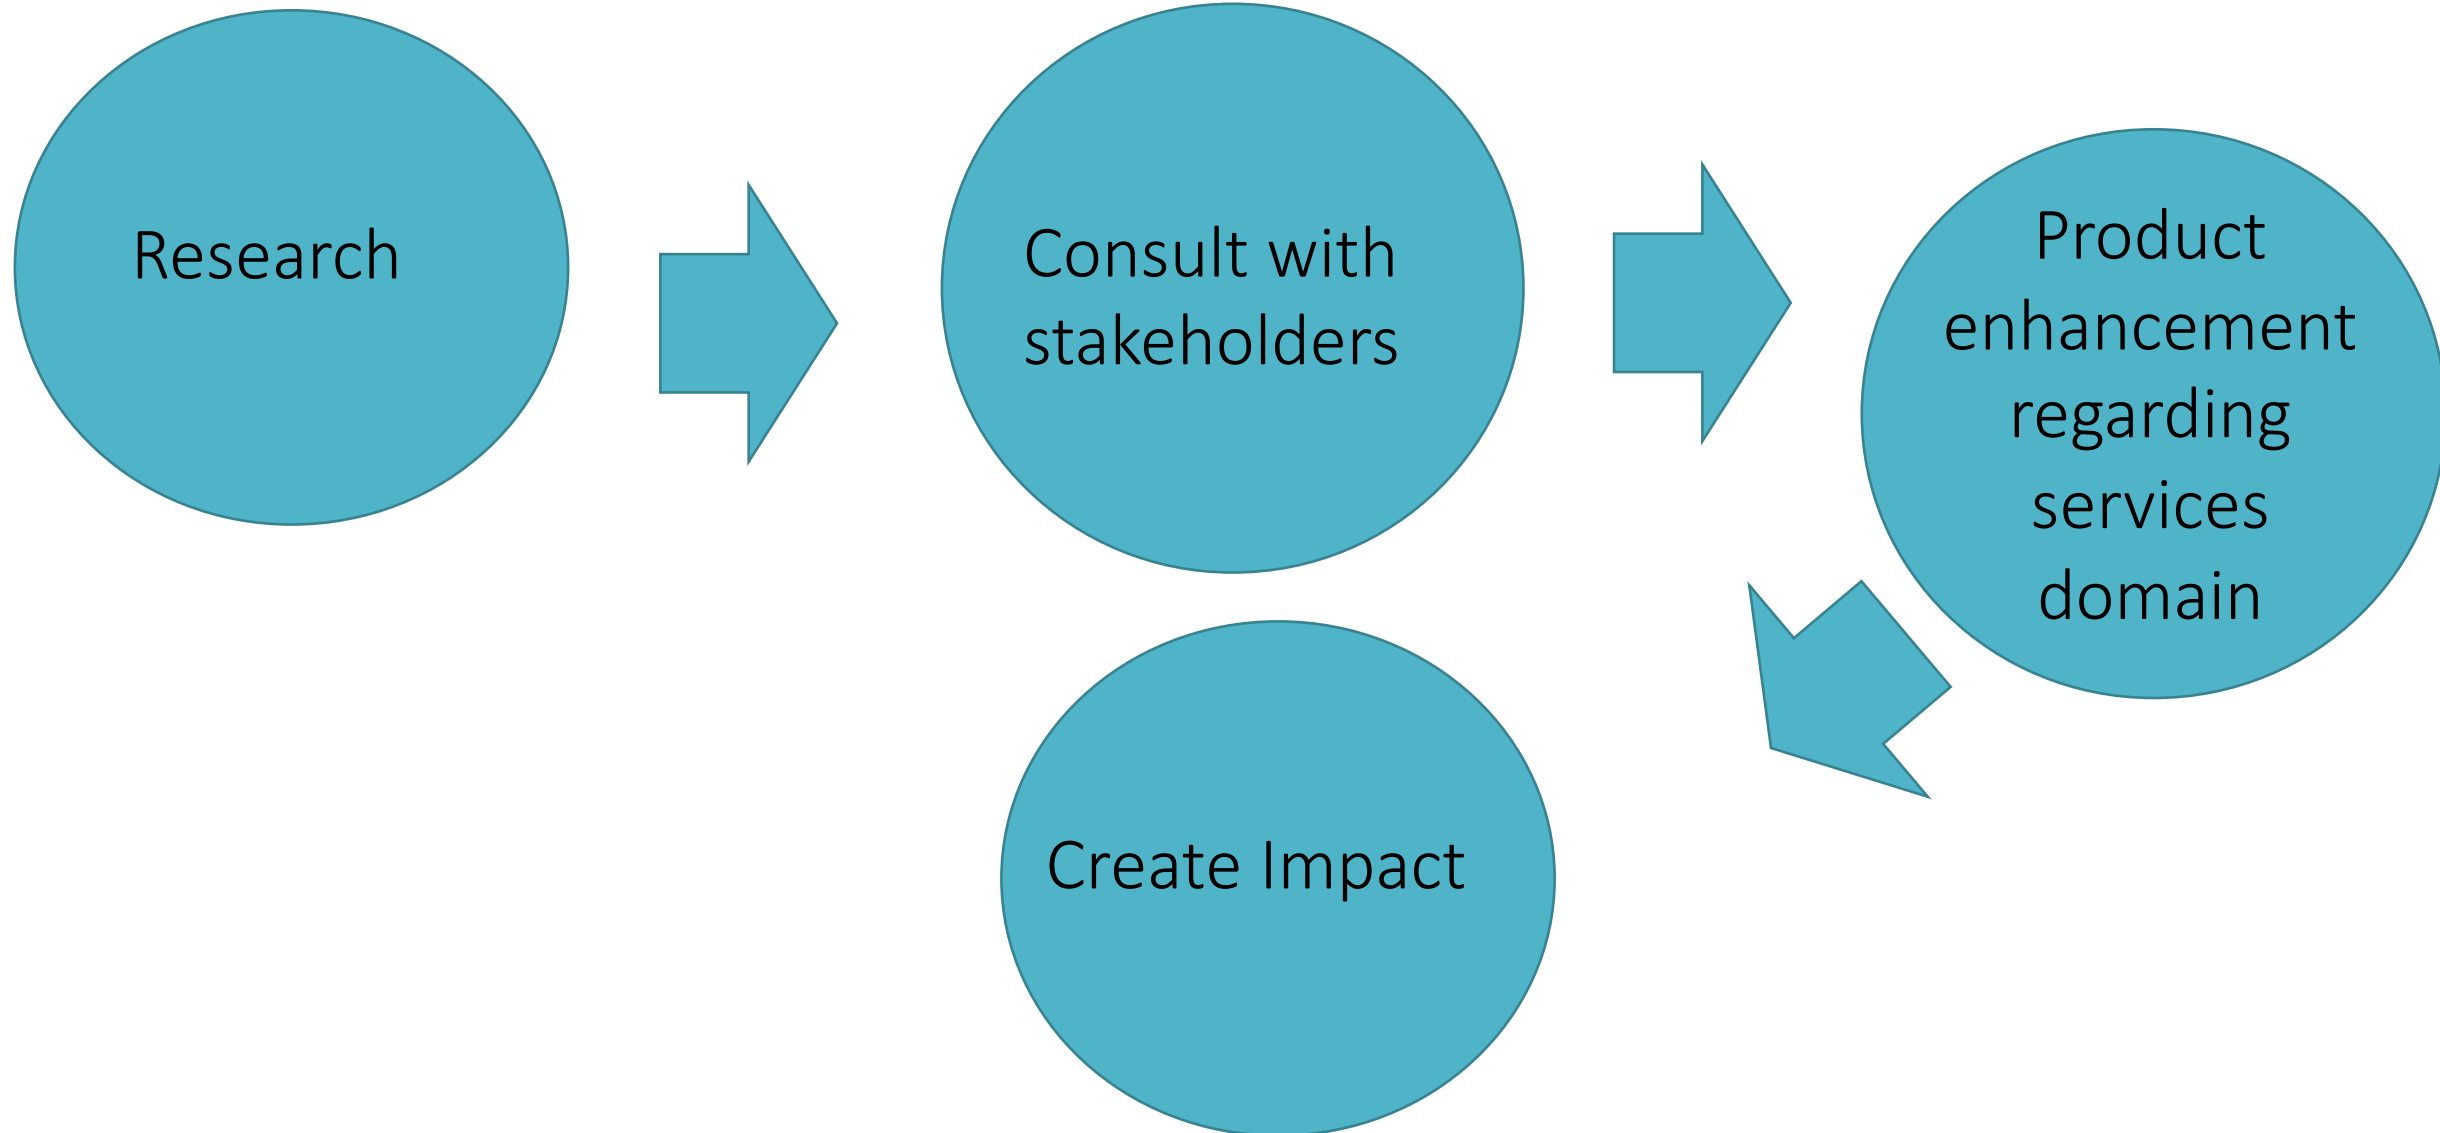 Research
Consult with
stakeholders
Product
enhancement
regarding
services
domain
Create Impact